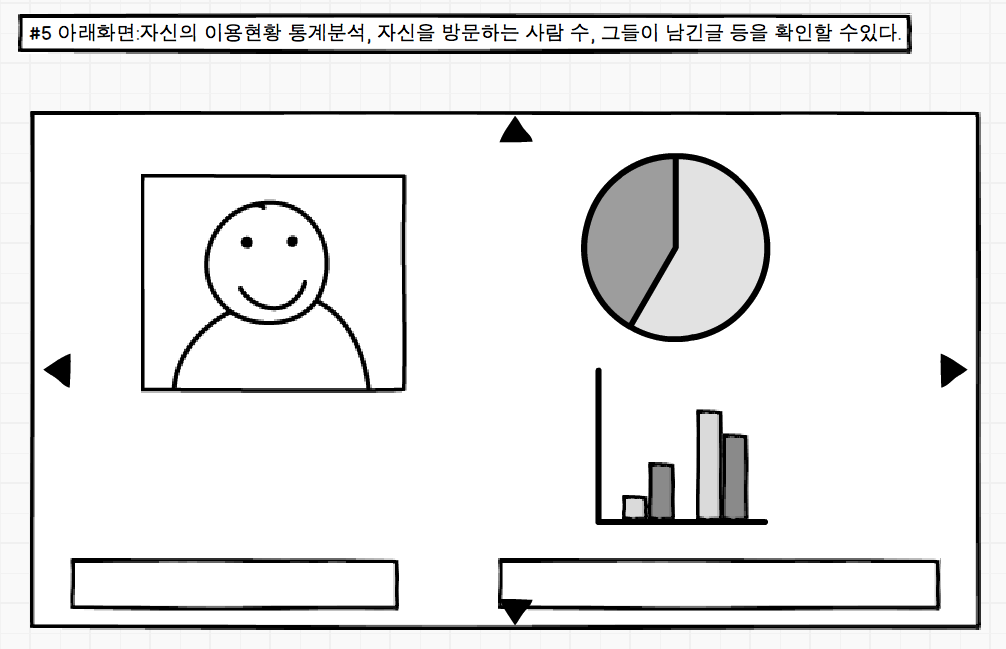 #5 아래화면:자신의 이용현황 통계분석, 자신을 방문하는 사람 수, 그들이 남긴글 등을 확인할 수있다.